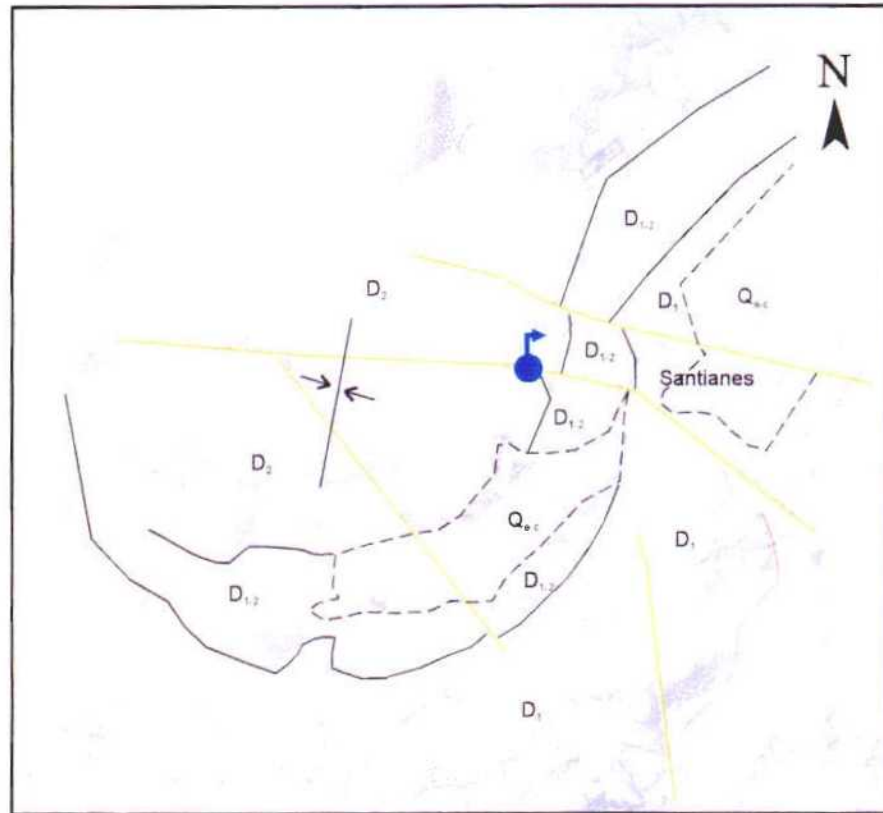 N
D₁₋₂
D₂
D₁
Qₑ₋c
D₁₋₂
Santianes
D₁₋₂
D₂
Qₑ₋c
D₁
D₁₋₂
D₁₋₂
D₁